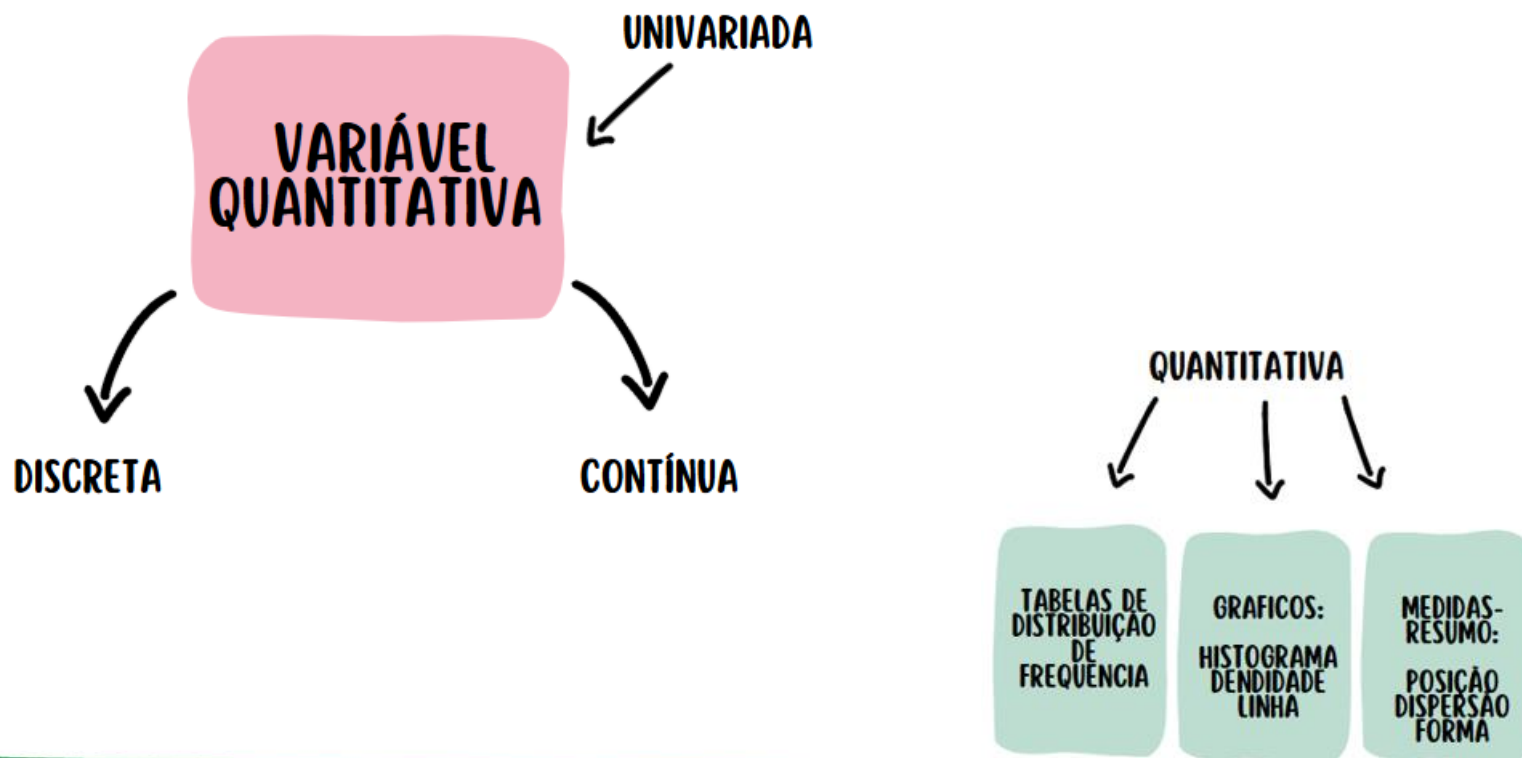 UNIVARIADA
VARIÁVEL
QUANTITATIVA
DISCRETA
CONTÍNUA
QUANTITATIVA
TABELAS DE
DISTRIBUIÇÃO
DE
FREQUÊNCIA
GRAFICOS:
HISTOGRAMA
DENDIDADE
LINHA
MEDIDAS-
RESUMO:
POSIÇÃO
DISPERSÃO
FORMA